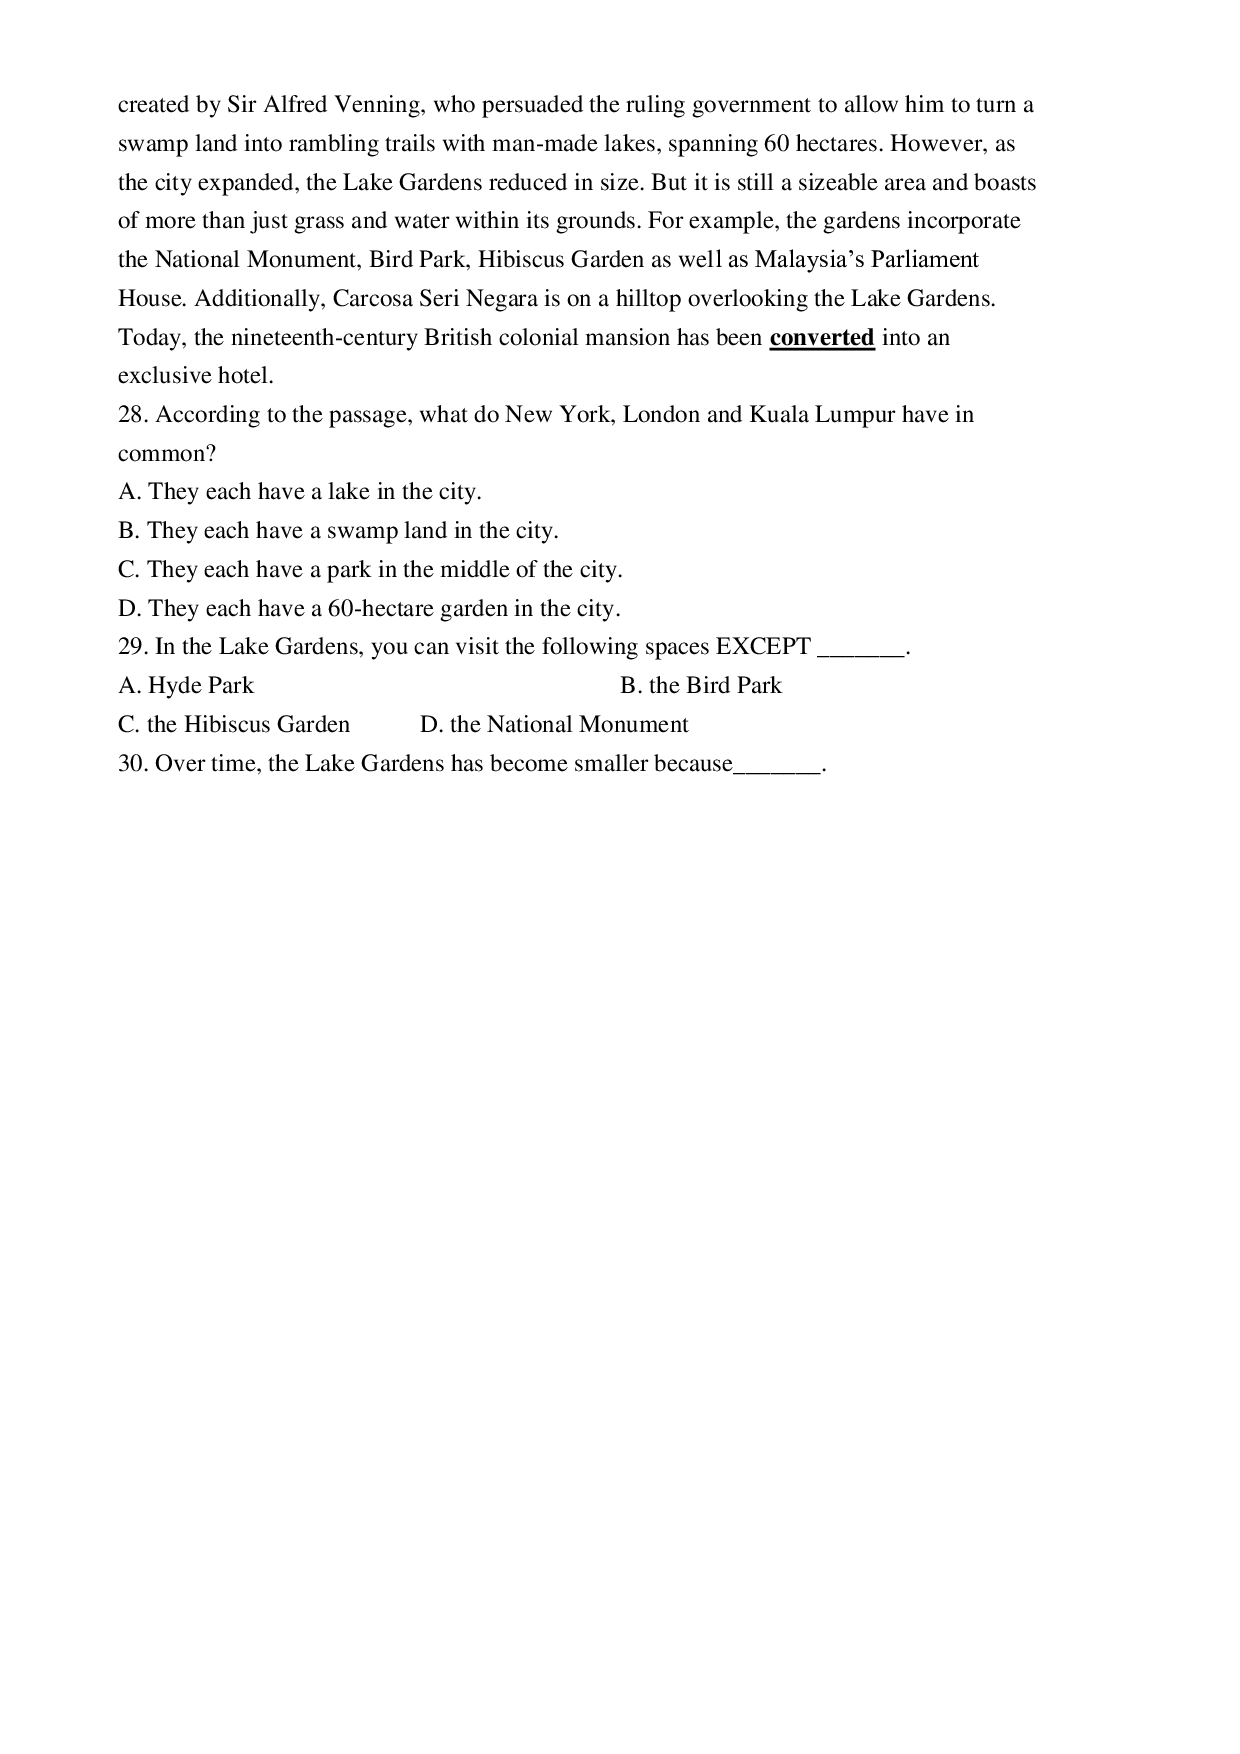 created by Sir Alfred Venning, who persuaded the ruling government to allow him to turn a
swamp land into rambling trails with man-made lakes, spanning 60 hectares. However, as
the city expanded, the Lake Gardens reduced in size. But it is still a sizeable area and boasts
of more than just grass and water within its grounds. For example, the gardens incorporate
the National Monument, Bird Park, Hibiscus Garden as well as Malaysia’s Parliament
House. Additionally, Carcosa Seri Negara is on a hilltop overlooking the Lake Gardens.
Today, the nineteenth-century British colonial mansion has been converted into an
exclusive hotel.
28. According to the passage, what do New York, London and Kuala Lumpur have in
common?
A. They each have a lake in the city.
B. They each have a swamp land in the city.
C. They each have a park in the middle of the city.
D. They each have a 60-hectare garden in the city.
29. In the Lake Gardens, you can visit the following spaces EXCEPT _______.
A. Hyde Park B. the Bird Park
C. the Hibiscus Garden D. the National Monument
30. Over time, the Lake Gardens has become smaller because_______.